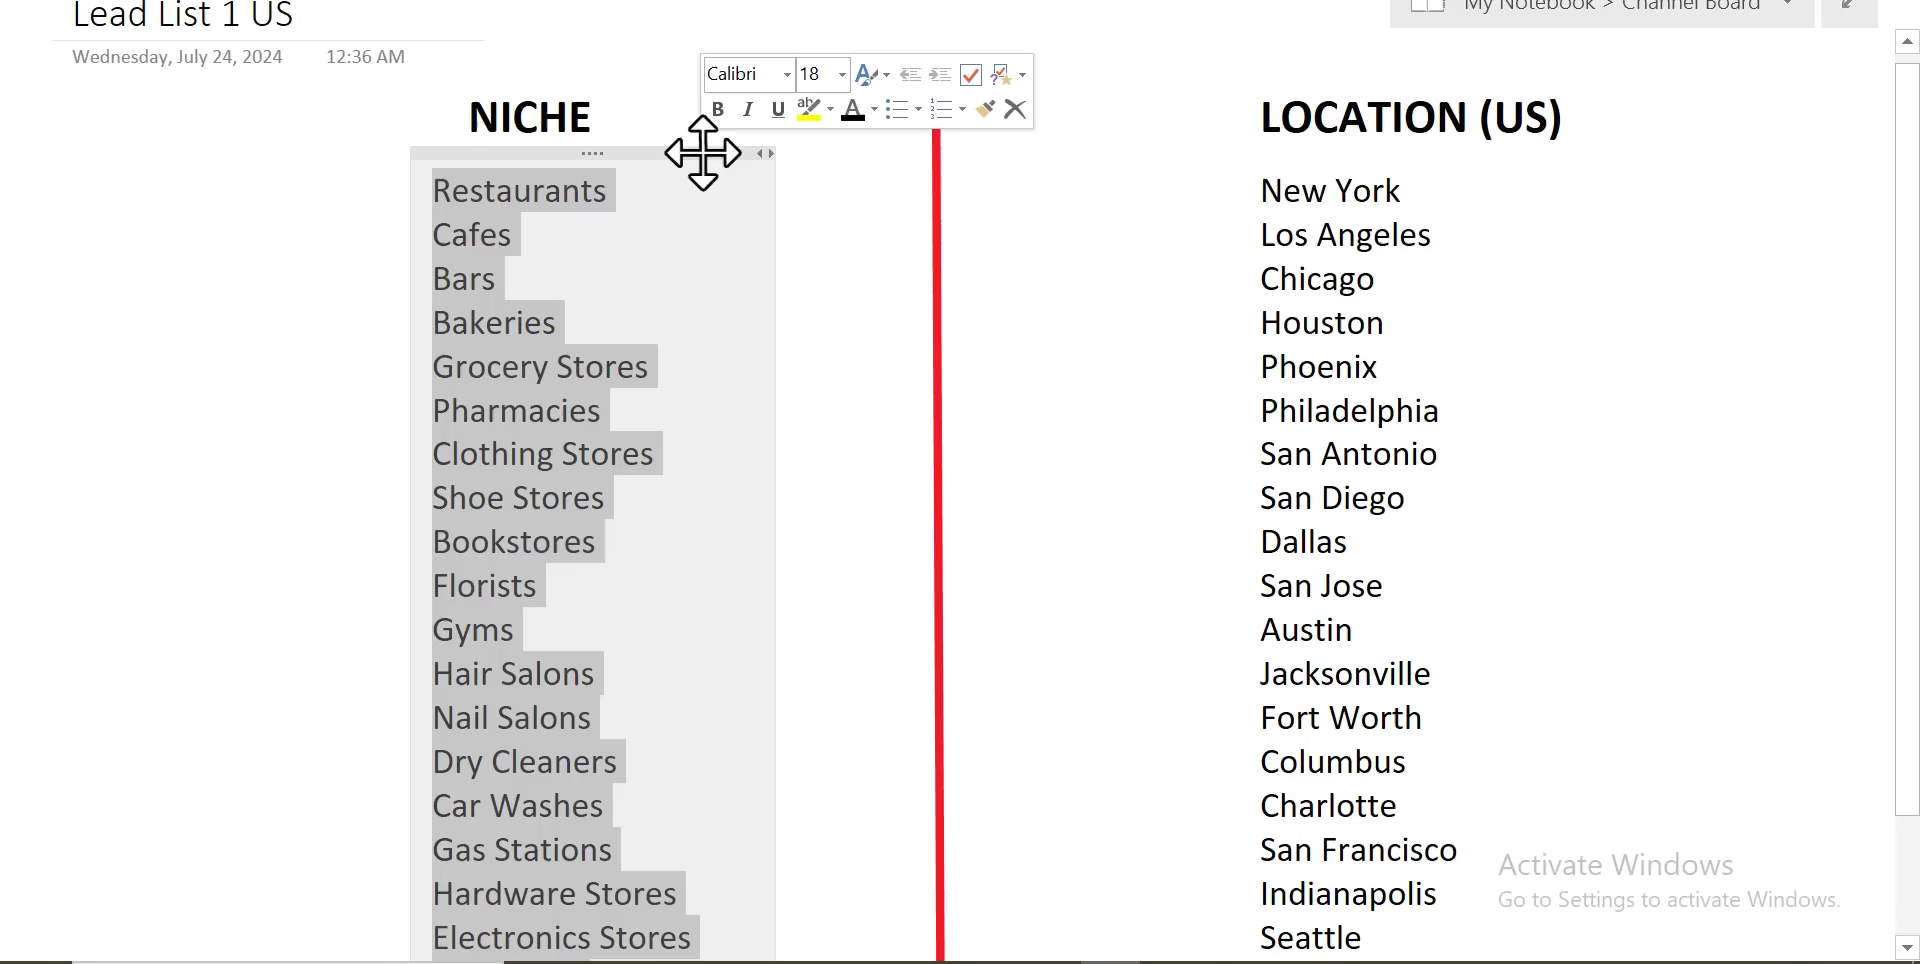 Lead List 1 US
My Notebook > Channel Board
Wednesday, July 24, 2024 12:36 AM
Calibri 18
B I U ab A
NICHE
Restaurants
Cafes
Bars
Bakeries
Grocery Stores
Pharmacies
Clothing Stores
Shoe Stores
Bookstores
Florists
Gyms
Hair Salons
Nail Salons
Dry Cleaners
Car Washes
Gas Stations
Hardware Stores
Electronics Stores
LOCATION (US)
New York
Los Angeles
Chicago
Houston
Phoenix
Philadelphia
San Antonio
San Diego
Dallas
San Jose
Austin
Jacksonville
Fort Worth
Columbus
Charlotte
San Francisco
Indianapolis
Seattle
Activate Windows
Go to Settings to activate Windows.